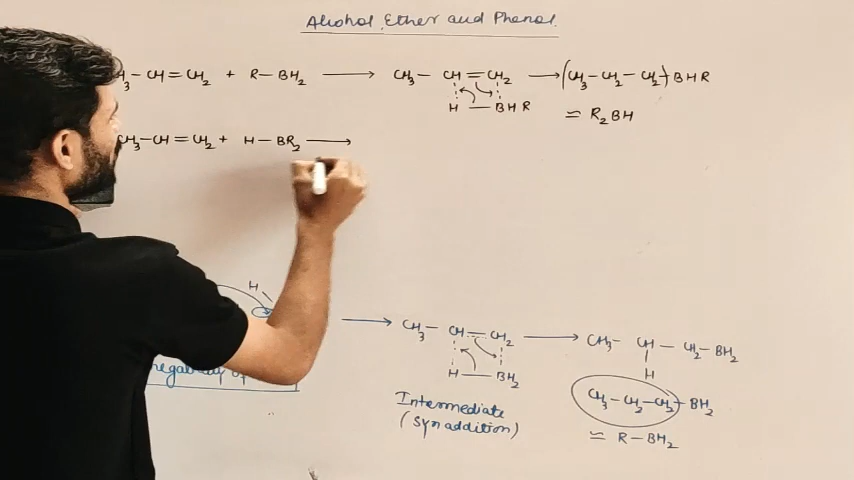 Alcohol, Ether and Phenol.
CH₃ − CH = CH₂ + R − BH₂ ⟶ CH₃ − CH = CH₂ ⟶ (CH₃ − CH₂ − CH₂)₂ BHR
H − BHR
≃ R₂BH
CH₃ − CH = CH₂ + H − BR₂ ⟶
H
⟶ CH₃ − CH = CH₂ ⟶ CH₃ − CH − CH₂ − BH₂
H − BH₂
H
Intermediate
(Syn addition)
CH₃ − CH₂ − CH₂ − BH₂
≃ R − BH₂